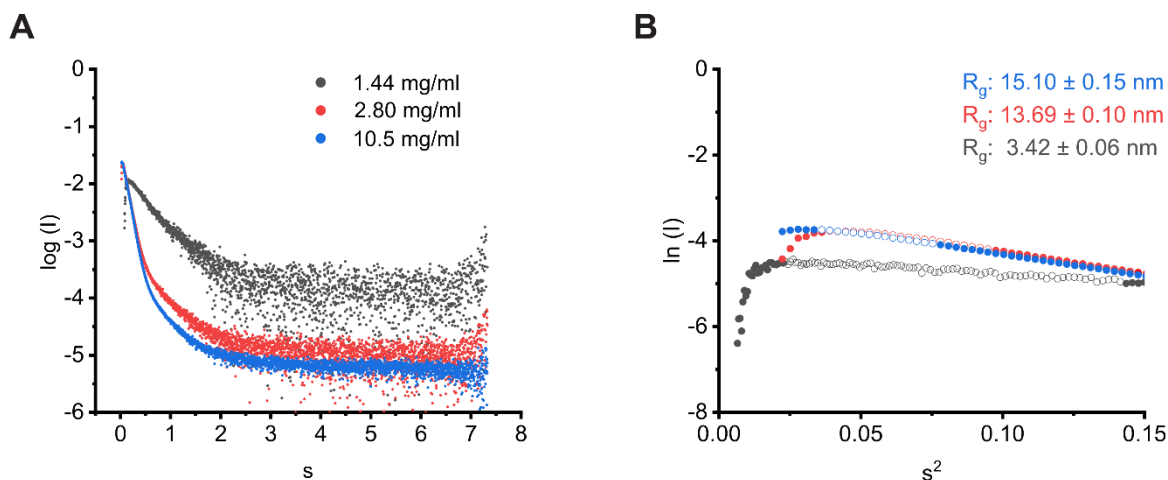 A
log (I)
0
-1
-2
-3
-4
-5
-6
0 1 2 3 4 5 6 7 8
s
1.44 mg/ml
2.80 mg/ml
10.5 mg/ml
B
ln (I)
0
-2
-4
-6
-8
0.00 0.05 0.10 0.15
s²
Rg: 15.10 ± 0.15 nm
Rg: 13.69 ± 0.10 nm
Rg: 3.42 ± 0.06 nm